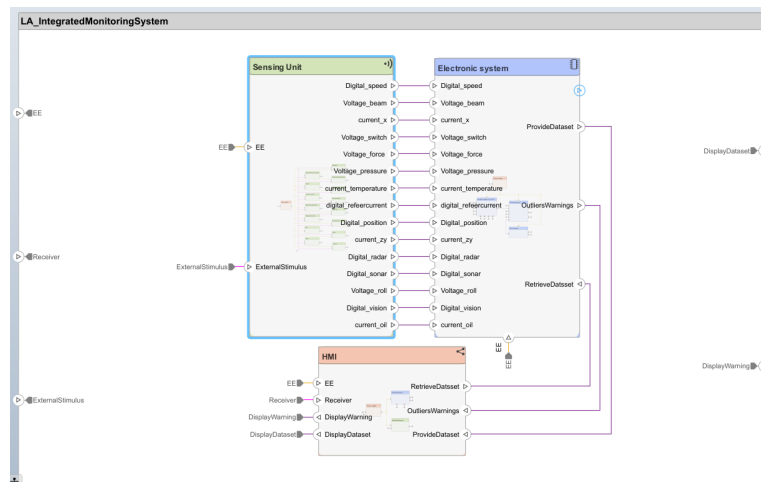 LA_IntegratedMonitoringSystem
Sensing Unit
Electronic system
Digital_speed
Digital_speed
Voltage_beam
Voltage_beam
current_x
current_x
Voltage_switch
Voltage_switch
Voltage_force
Voltage_force
Voltage_pressure
Voltage_pressure
current_temperature
current_temperature
digital_refeercurrent
digital_refeercurrent
Digital_position
Digital_position
current_zy
current_zy
Digital_radar
Digital_radar
Digital_sonar
Digital_sonar
Voltage_roll
Voltage_roll
Digital_vision
Digital_vision
current_oil
current_oil
EE
EE
EE
ProvideDataset
DisplayDataset
OutliersWarnings
Receiver
ExternalStimulus
ExternalStimulus
RetrieveDatsset
EE
EE
HMI
DisplayWarning
EE
EE
RetrieveDatsset
Receiver
Receiver
ExternalStimulus
OutliersWarnings
DisplayWarning
DisplayWarning
DisplayDataset
DisplayDataset
ProvideDataset